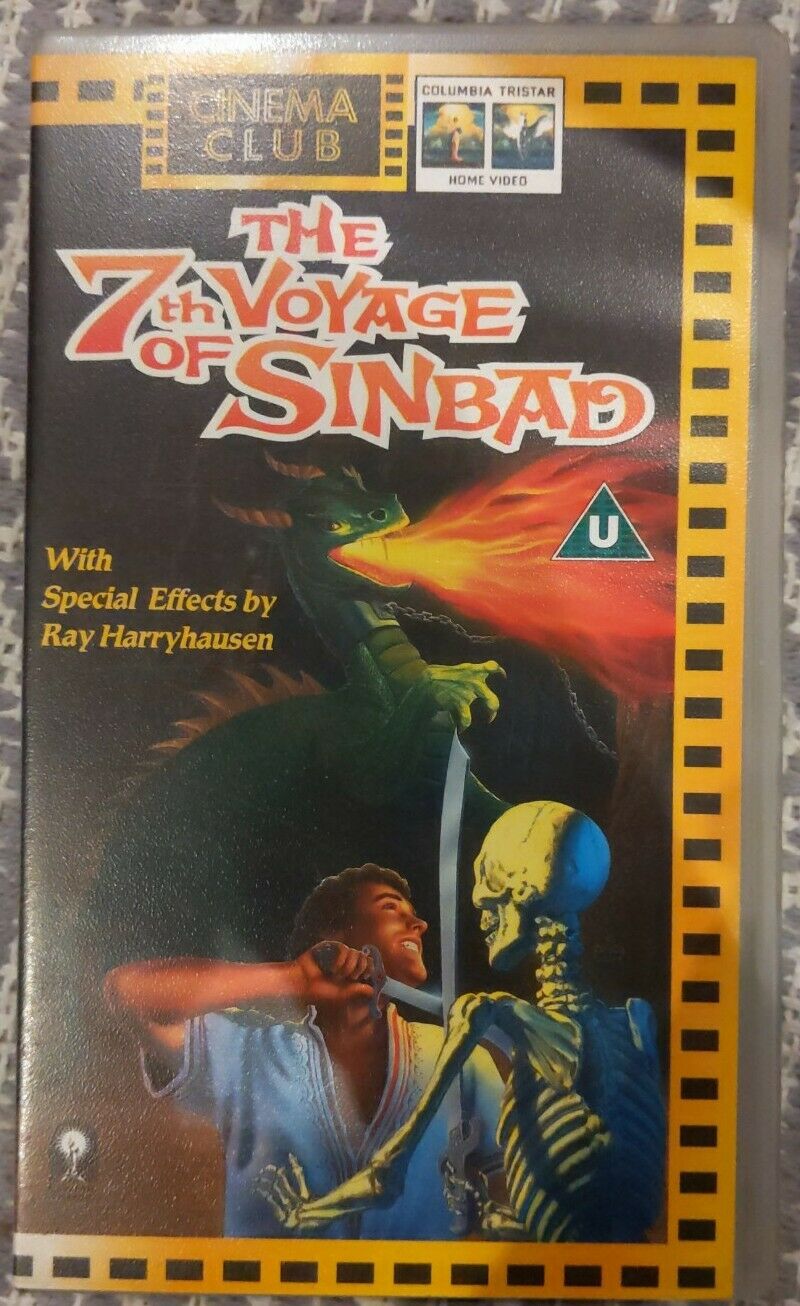 CINEMA
CLUB
COLUMBIA TRISTAR
HOME VIDEO
THE
7th VOYAGE
OF SINBAD
U
With
Special Effects by
Ray Harryhausen